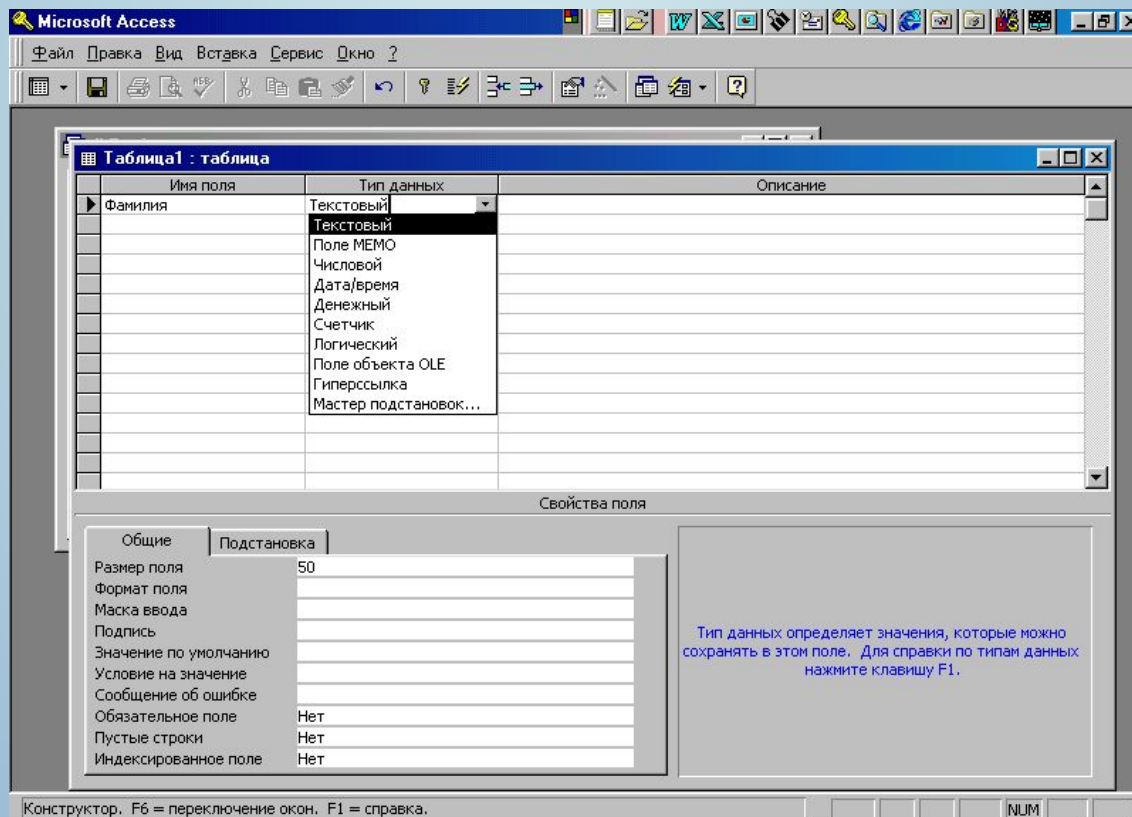 Microsoft Access
Файл Правка Вид Вставка Сервис Окно ?
Таблица1 : таблица
Имя поля Тип данных Описание
Фамилия Текстовый
Текстовый
Поле МЕМО
Числовой
Дата/время
Денежный
Счетчик
Логический
Поле объекта OLE
Гиперссылка
Мастер подстановок...
Свойства поля
Общие Подстановка
Размер поля 50
Формат поля
Маска ввода
Подпись
Значение по умолчанию
Условие на значение
Сообщение об ошибке
Обязательное поле Нет
Пустые строки Нет
Индексированное поле Нет
Тип данных определяет значения, которые можно
сохранять в этом поле. Для справки по типам данных
нажмите клавишу F1.
Конструктор. F6 = переключение окон. F1 = справка. NUM